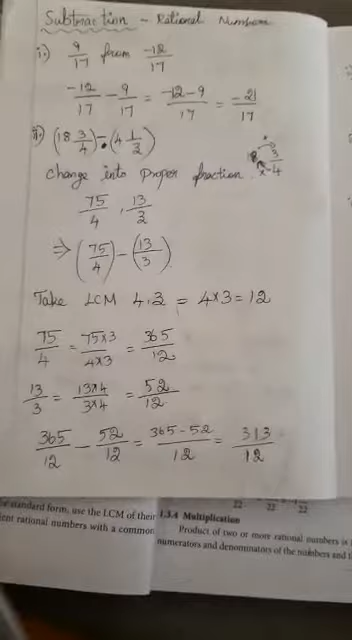 Subtraction - Rational Numbers
i) 9/17 from -12/17
-12/17 - 9/17 = -12-9/17 = -21/17
ii) (18 3/4) - (4 1/3)
Change into proper fraction.
75/4 , 13/3
⇒ (75/4) - (13/3)
Take LCM 4,3 = 4×3 = 12
75/4 = 75×3/4×3 = 365/12
13/3 = 13×4/3×4 = 52/12
365/12 - 52/12 = 365-52/12 = 313/12
standard form, use the LCM of their
rational numbers with a common
22 22 22
1.3.4 Multiplication
Product of two or more rational numbers is
numerators and denominators of the numbers and